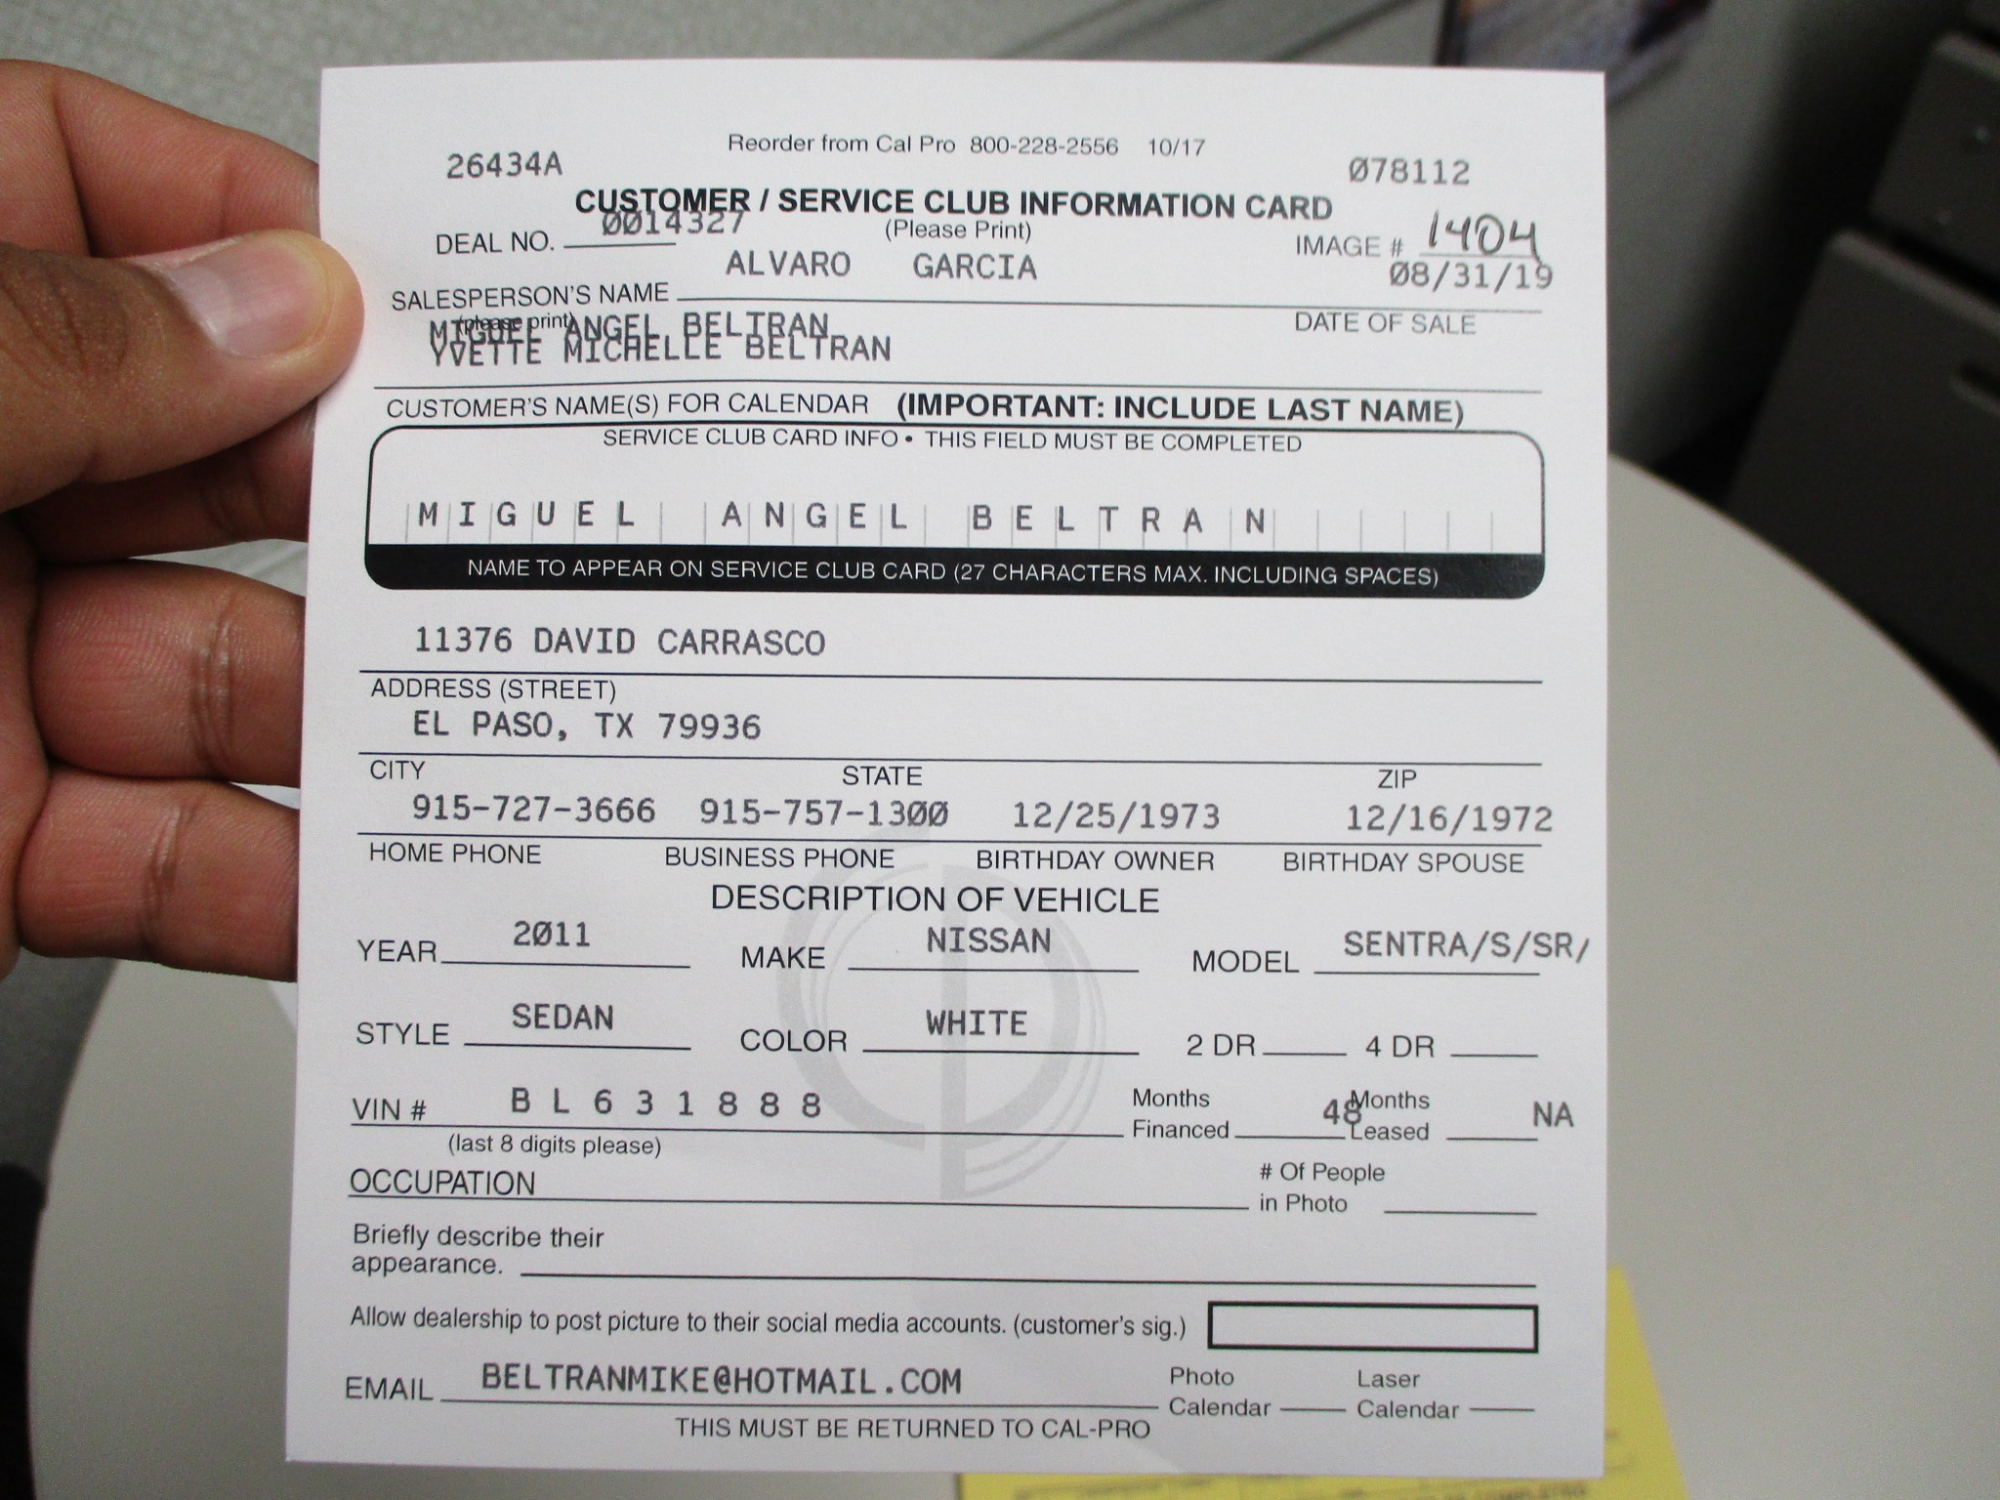 Reorder from Cal Pro 800-228-2556 10/17
26434A 078112
CUSTOMER / SERVICE CLUB INFORMATION CARD
DEAL NO. 0014327 (Please Print) IMAGE # 1404
ALVARO GARCIA 08/31/19
SALESPERSON'S NAME DATE OF SALE
(please print)
MIGUEL ANGEL BELTRAN
YVETTE MICHELLE BELTRAN
CUSTOMER'S NAME(S) FOR CALENDAR (IMPORTANT: INCLUDE LAST NAME)
SERVICE CLUB CARD INFO • THIS FIELD MUST BE COMPLETED
MIGUEL ANGEL BELTRAN
NAME TO APPEAR ON SERVICE CLUB CARD (27 CHARACTERS MAX. INCLUDING SPACES)
11376 DAVID CARRASCO
ADDRESS (STREET)
EL PASO, TX 79936
CITY STATE ZIP
915-727-3666 915-757-1300 12/25/1973 12/16/1972
HOME PHONE BUSINESS PHONE BIRTHDAY OWNER BIRTHDAY SPOUSE
DESCRIPTION OF VEHICLE
YEAR 2011 MAKE NISSAN MODEL SENTRA/S/SR/
STYLE SEDAN COLOR WHITE 2 DR 4 DR
VIN # BL631888 Months Financed 48 Months Leased NA
(last 8 digits please)
OCCUPATION # Of People in Photo
Briefly describe their
appearance.
Allow dealership to post picture to their social media accounts. (customer's sig.)
EMAIL BELTRANMIKE@HOTMAIL.COM Photo Calendar Laser Calendar
THIS MUST BE RETURNED TO CAL-PRO